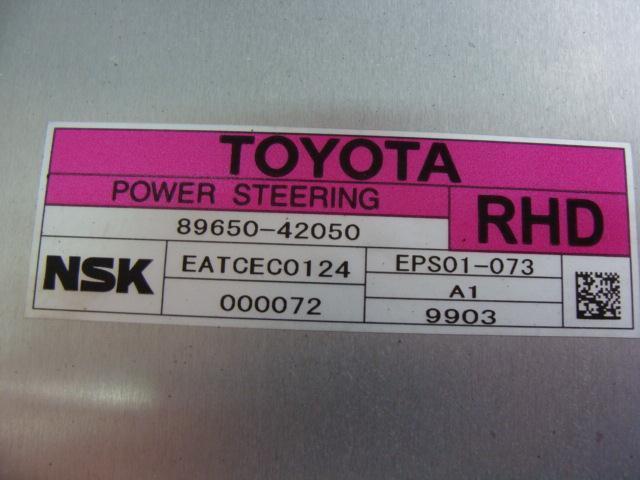 TOYOTA
POWER STEERING
RHD
89650-42050
NSK
EATCEC0124
EPS01-073
000072
A1
9903